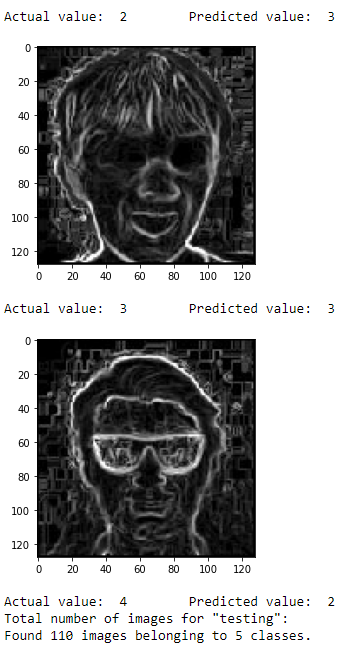 Actual value:  2        Predicted value:  3
0
20
40
60
80
100
120
0 20 40 60 80 100 120
Actual value:  3        Predicted value:  3
0
20
40
60
80
100
120
0 20 40 60 80 100 120
Actual value:  4        Predicted value:  2
Total number of images for "testing":
Found 110 images belonging to 5 classes.